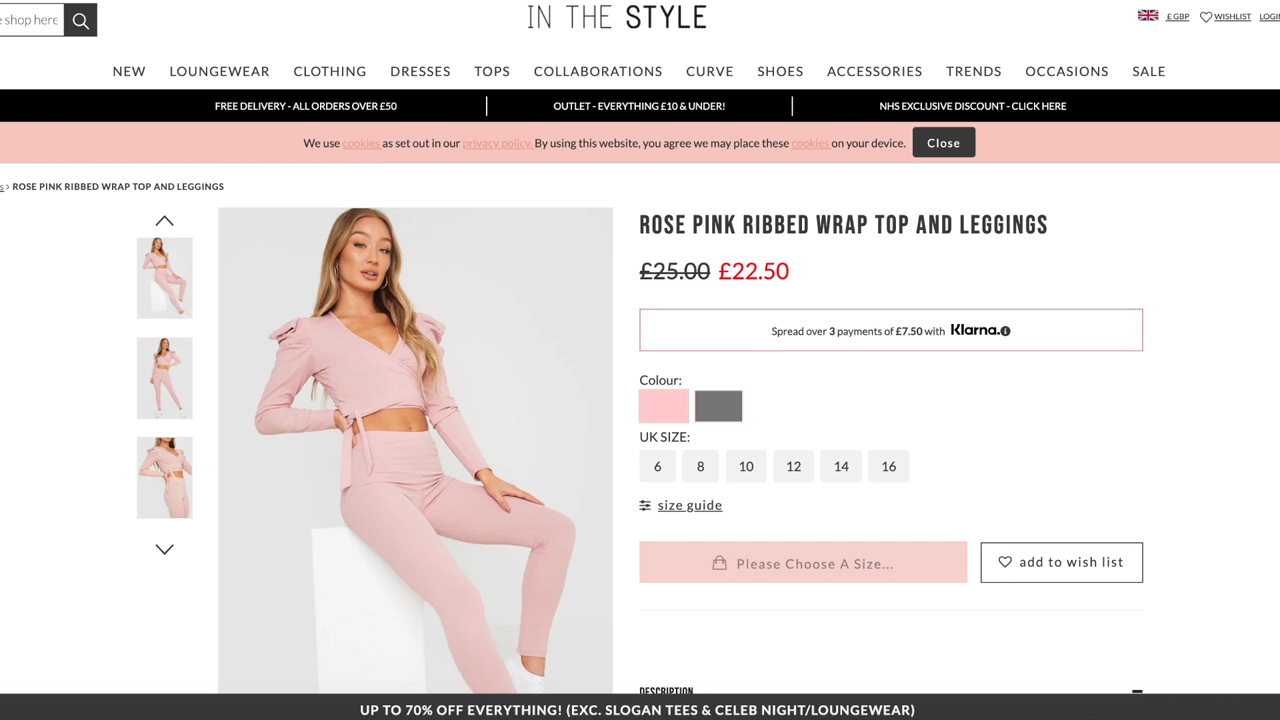 shop here
IN THE STYLE
£ GBP
WISHLIST
NEW LOUNGEWEAR CLOTHING DRESSES TOPS COLLABORATIONS CURVE SHOES ACCESSORIES TRENDS OCCASIONS SALE
FREE DELIVERY - ALL ORDERS OVER £50
OUTLET - EVERYTHING £10 & UNDER!
NHS EXCLUSIVE DISCOUNT - CLICK HERE
We use cookies as set out in our privacy policy. By using this website, you agree we may place these cookies on your device. Close
s > ROSE PINK RIBBED WRAP TOP AND LEGGINGS
ROSE PINK RIBBED WRAP TOP AND LEGGINGS
£25.00 £22.50
Spread over 3 payments of £7.50 with Klarna.
Colour:
UK SIZE:
6 8 10 12 14 16
size guide
Please Choose A Size...
add to wish list
DESCRIPTION
UP TO 70% OFF EVERYTHING! (EXC. SLOGAN TEES & CELEB NIGHT/LOUNGEWEAR)